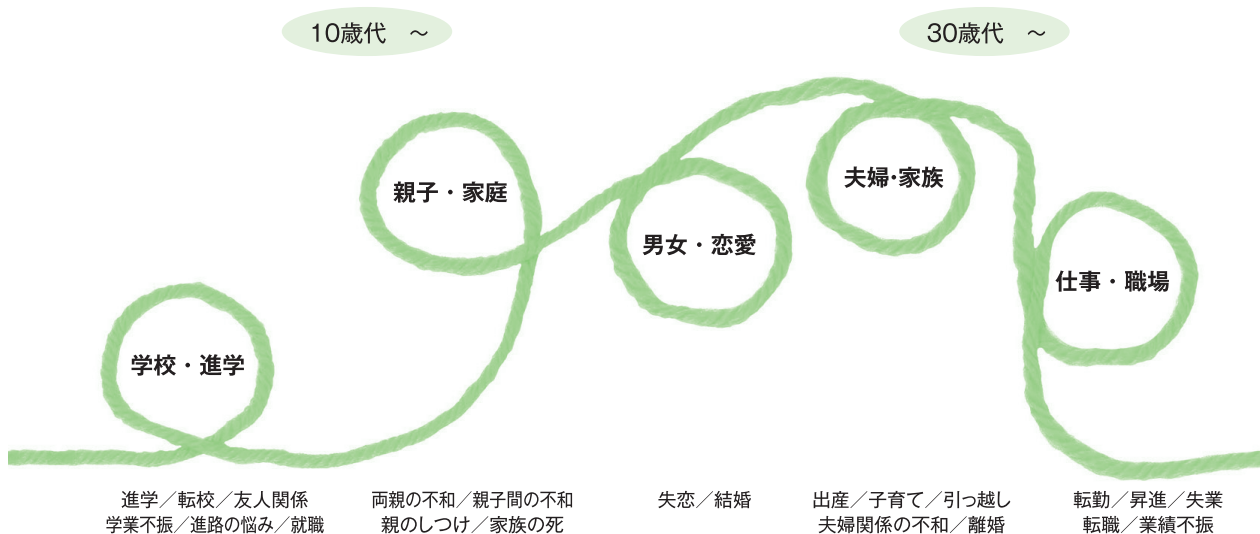 10歳代　～
30歳代　～
学校・進学
親子・家庭
男女・恋愛
夫婦・家族
仕事・職場
進学／転校／友人関係
学業不振／進路の悩み／就職
両親の不和／親子間の不和
親のしつけ／家族の死
失恋／結婚
出産／子育て／引っ越し
夫婦関係の不和／離婚
転勤／昇進／失業
転職／業績不振